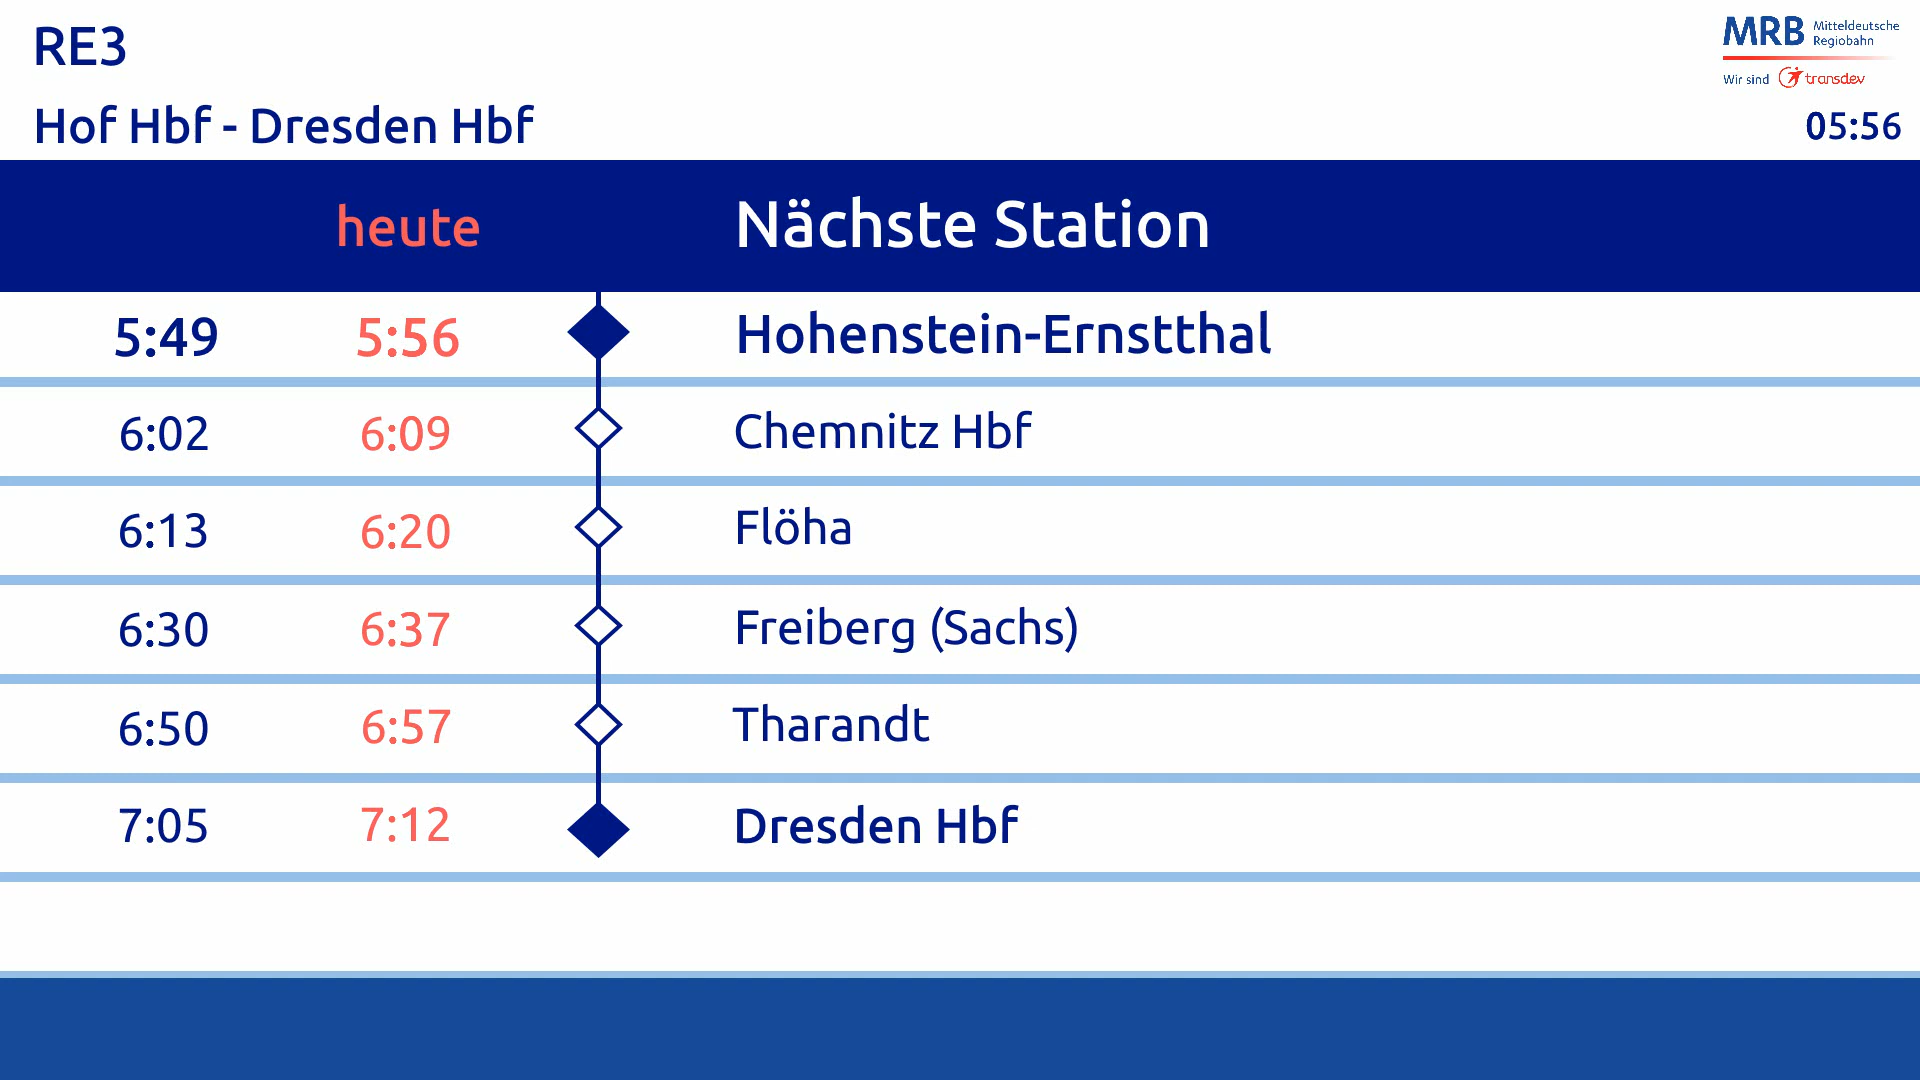 RE3
MRB Mitteldeutsche Regiobahn
Wir sind transdev
Hof Hbf - Dresden Hbf 05:56
heute Nächste Station
5:49 5:56 Hohenstein-Ernstthal
6:02 6:09 Chemnitz Hbf
6:13 6:20 Flöha
6:30 6:37 Freiberg (Sachs)
6:50 6:57 Tharandt
7:05 7:12 Dresden Hbf